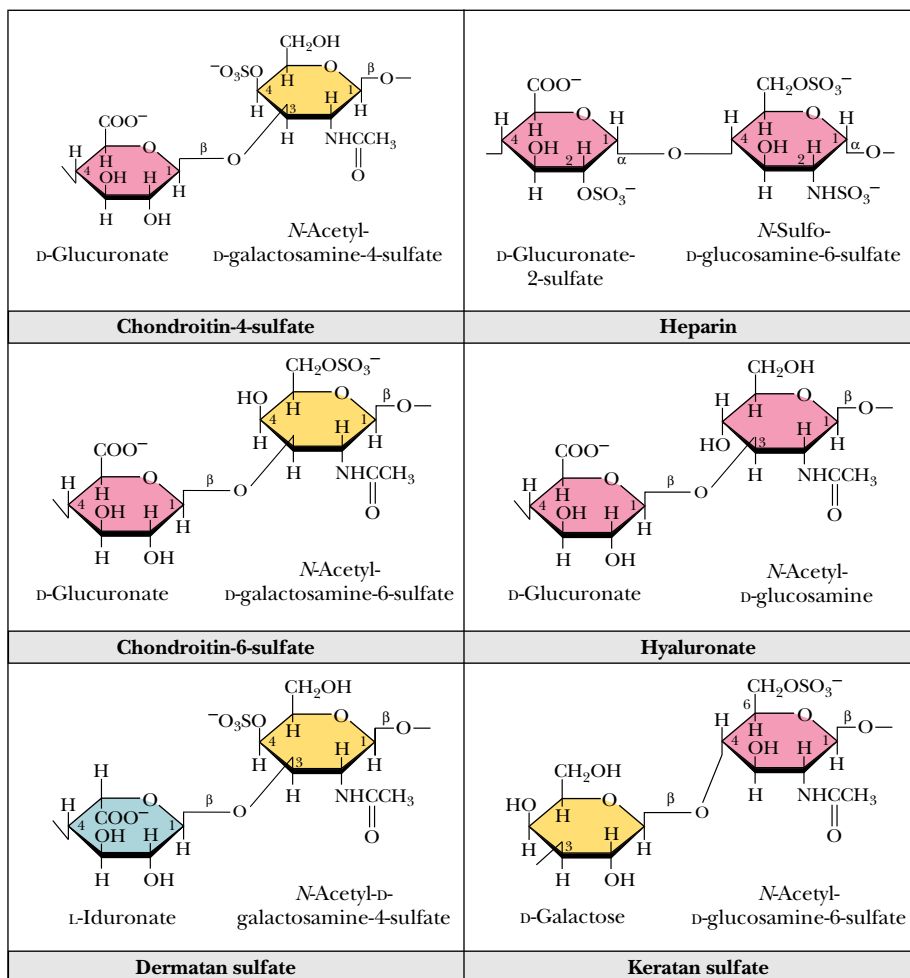 CH₂OH
⁻O₃SO
O
β
O
H
4
1
H
H
3
H
H
NHCCH₃
O
COO⁻
H
O
β
O
4
OH
H
1
H
H
OH
D-Glucuronate
N-Acetyl-
D-galactosamine-4-sulfate
Chondroitin-4-sulfate
COO⁻
CH₂OSO₃⁻
H
H
O
H
H
H
O
H
4
OH
H
1
α
O
4
OH
H
1
α
O
2
2
H
OSO₃⁻
H
NHSO₃⁻
D-Glucuronate-
2-sulfate
N-Sulfo-
D-glucosamine-6-sulfate
Heparin
CH₂OSO₃⁻
HO
O
β
O
H
4
1
H
H
H
H
NHCCH₃
O
COO⁻
H
H
O
β
O
4
OH
H
1
H
H
OH
D-Glucuronate
N-Acetyl-
D-galactosamine-6-sulfate
Chondroitin-6-sulfate
CH₂OH
H
O
β
O
H
1
HO
H
H
3
H
NHCCH₃
O
COO⁻
H
H
O
β
O
4
OH
H
1
H
H
OH
D-Glucuronate
N-Acetyl-
D-glucosamine
Hyaluronate
CH₂OH
⁻O₃SO
O
β
O
H
4
1
H
H
3
H
H
NHCCH₃
O
H
H
O
β
O
4
COO⁻
1
OH
H
H
H
OH
L-Iduronate
N-Acetyl-D-
galactosamine-4-sulfate
Dermatan sulfate
CH₂OSO₃⁻
6
H
O
β
O
H
4
OH
H
1
H
H
NHCCH₃
O
CH₂OH
HO
O
β
O
H
H
3
H
H
OH
D-Galactose
N-Acetyl-
D-glucosamine-6-sulfate
Keratan sulfate